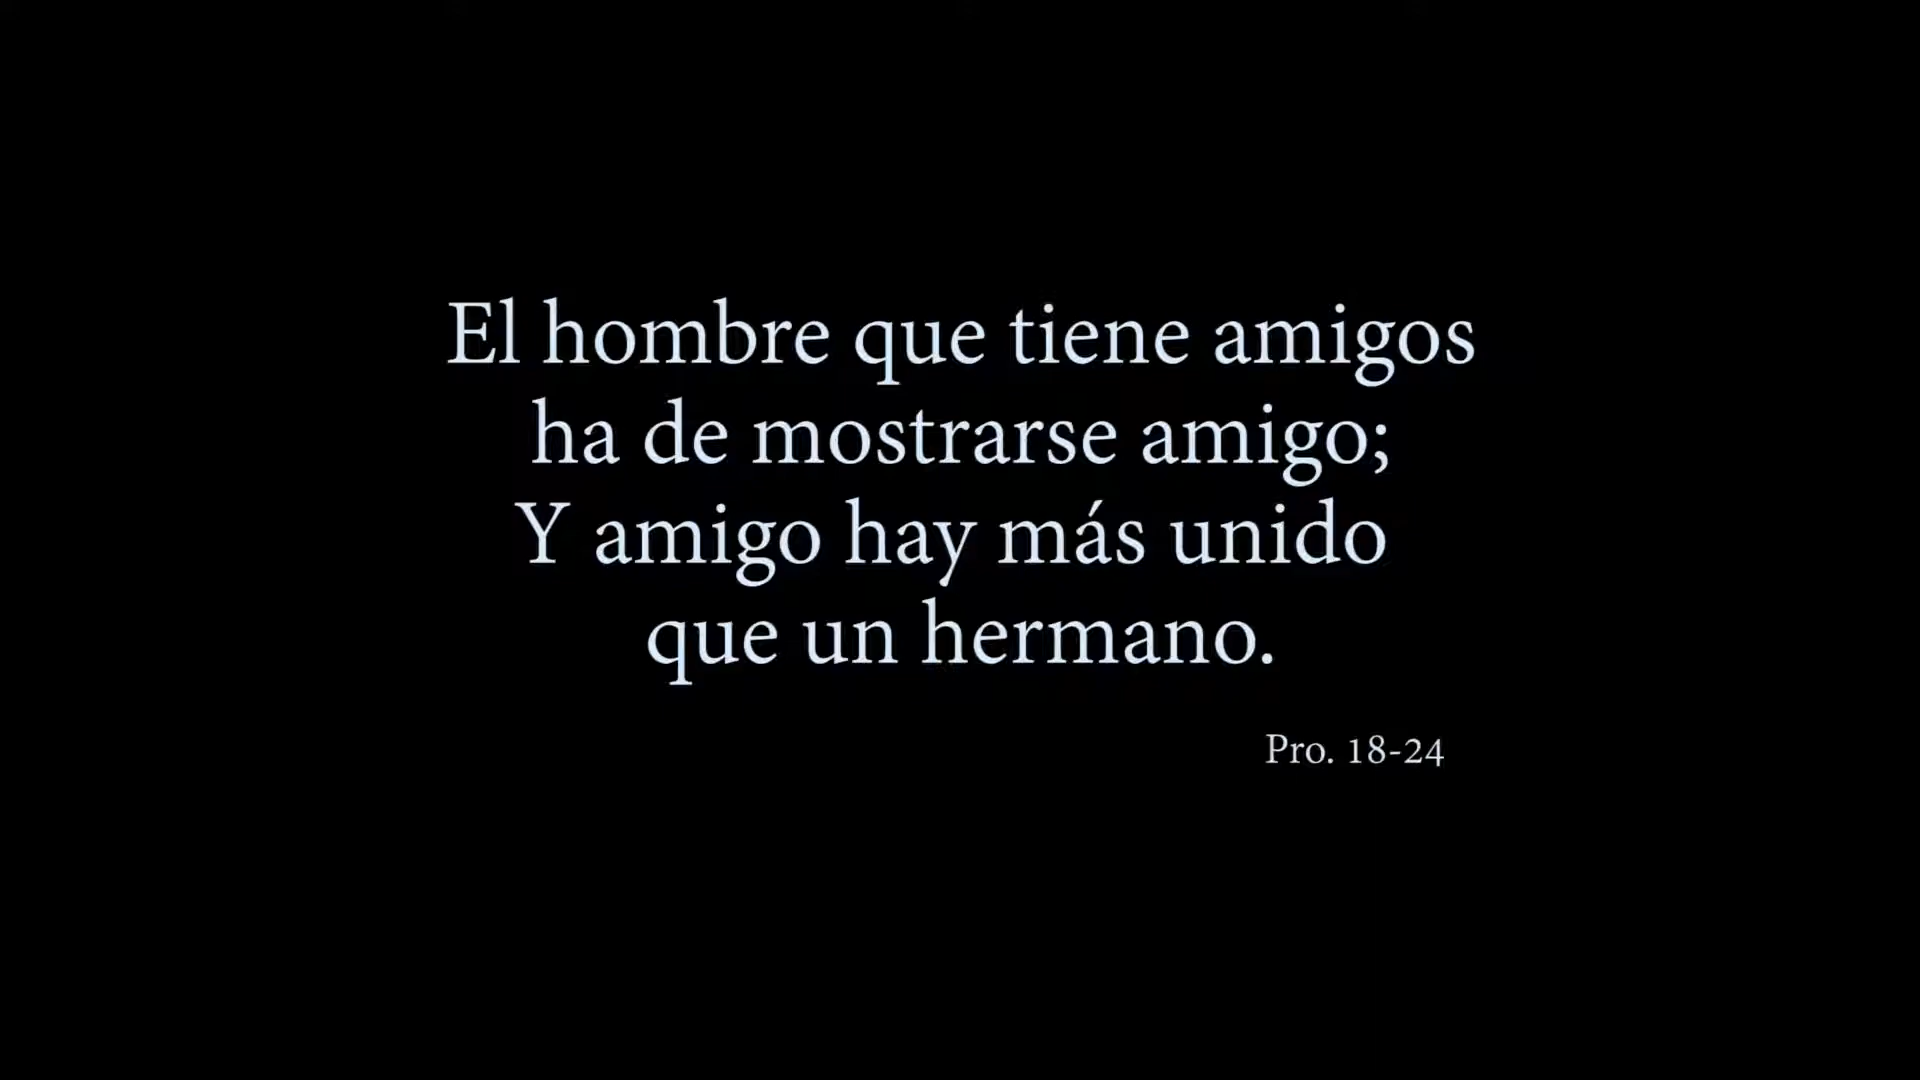 El hombre que tiene amigos
ha de mostrarse amigo;
Y amigo hay más unido
que un hermano.
Pro. 18-24